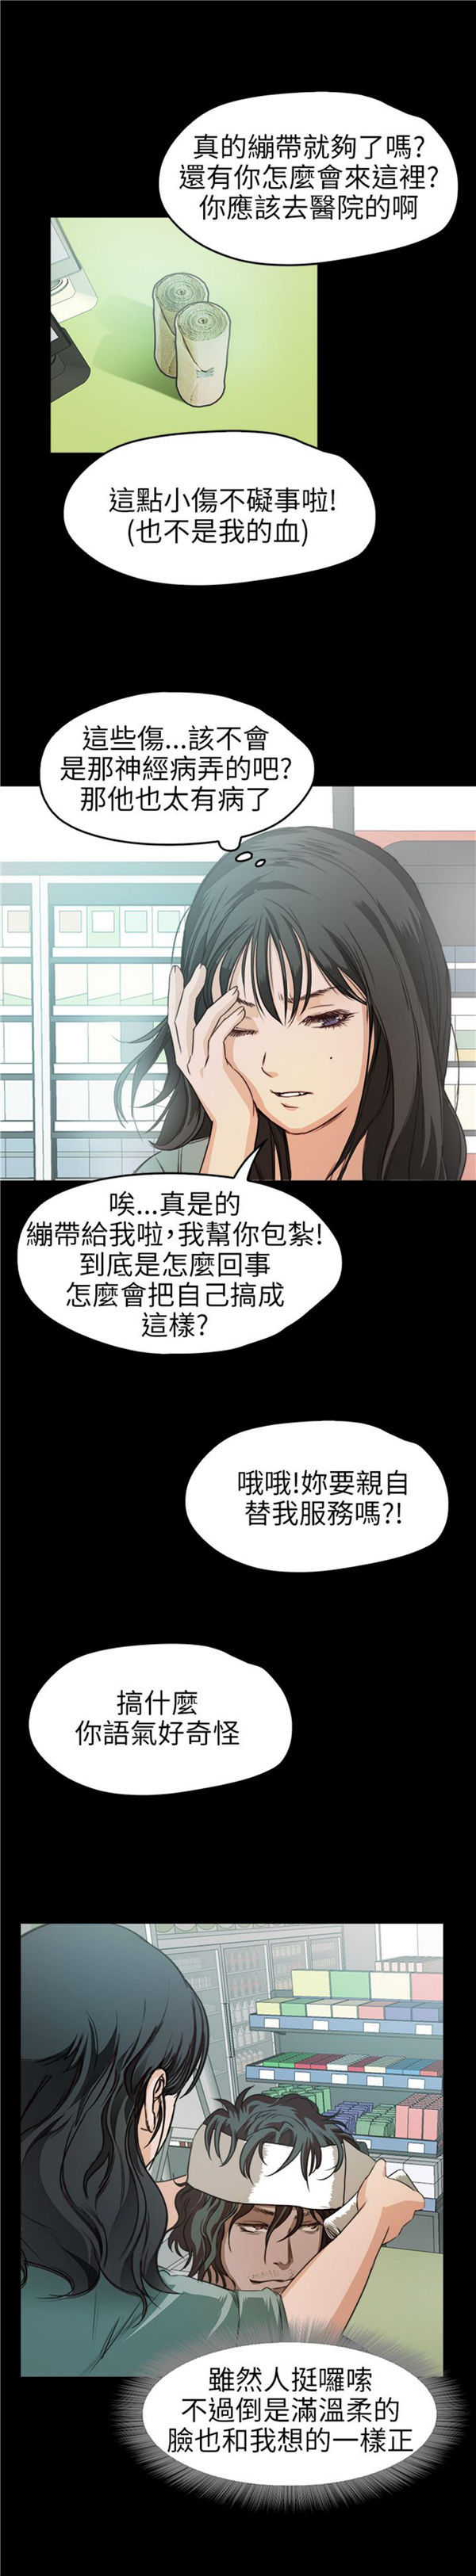 真的繃帶就夠了嗎?
還有你怎麼會來這裡?
你應該去醫院的啊
這點小傷不礙事啦!
(也不是我的血)
這些傷...該不會
是那神經病弄的吧?
那他也太有病了
唉...真是的
繃帶給我啦,我幫你包紮!
到底是怎麼回事
怎麼會把自己搞成
這樣?
哦哦!妳要親自
替我服務嗎?!
搞什麼
你語氣好奇怪
雖然人挺囉嗦
不過倒是滿溫柔的
臉也和我想的一樣正